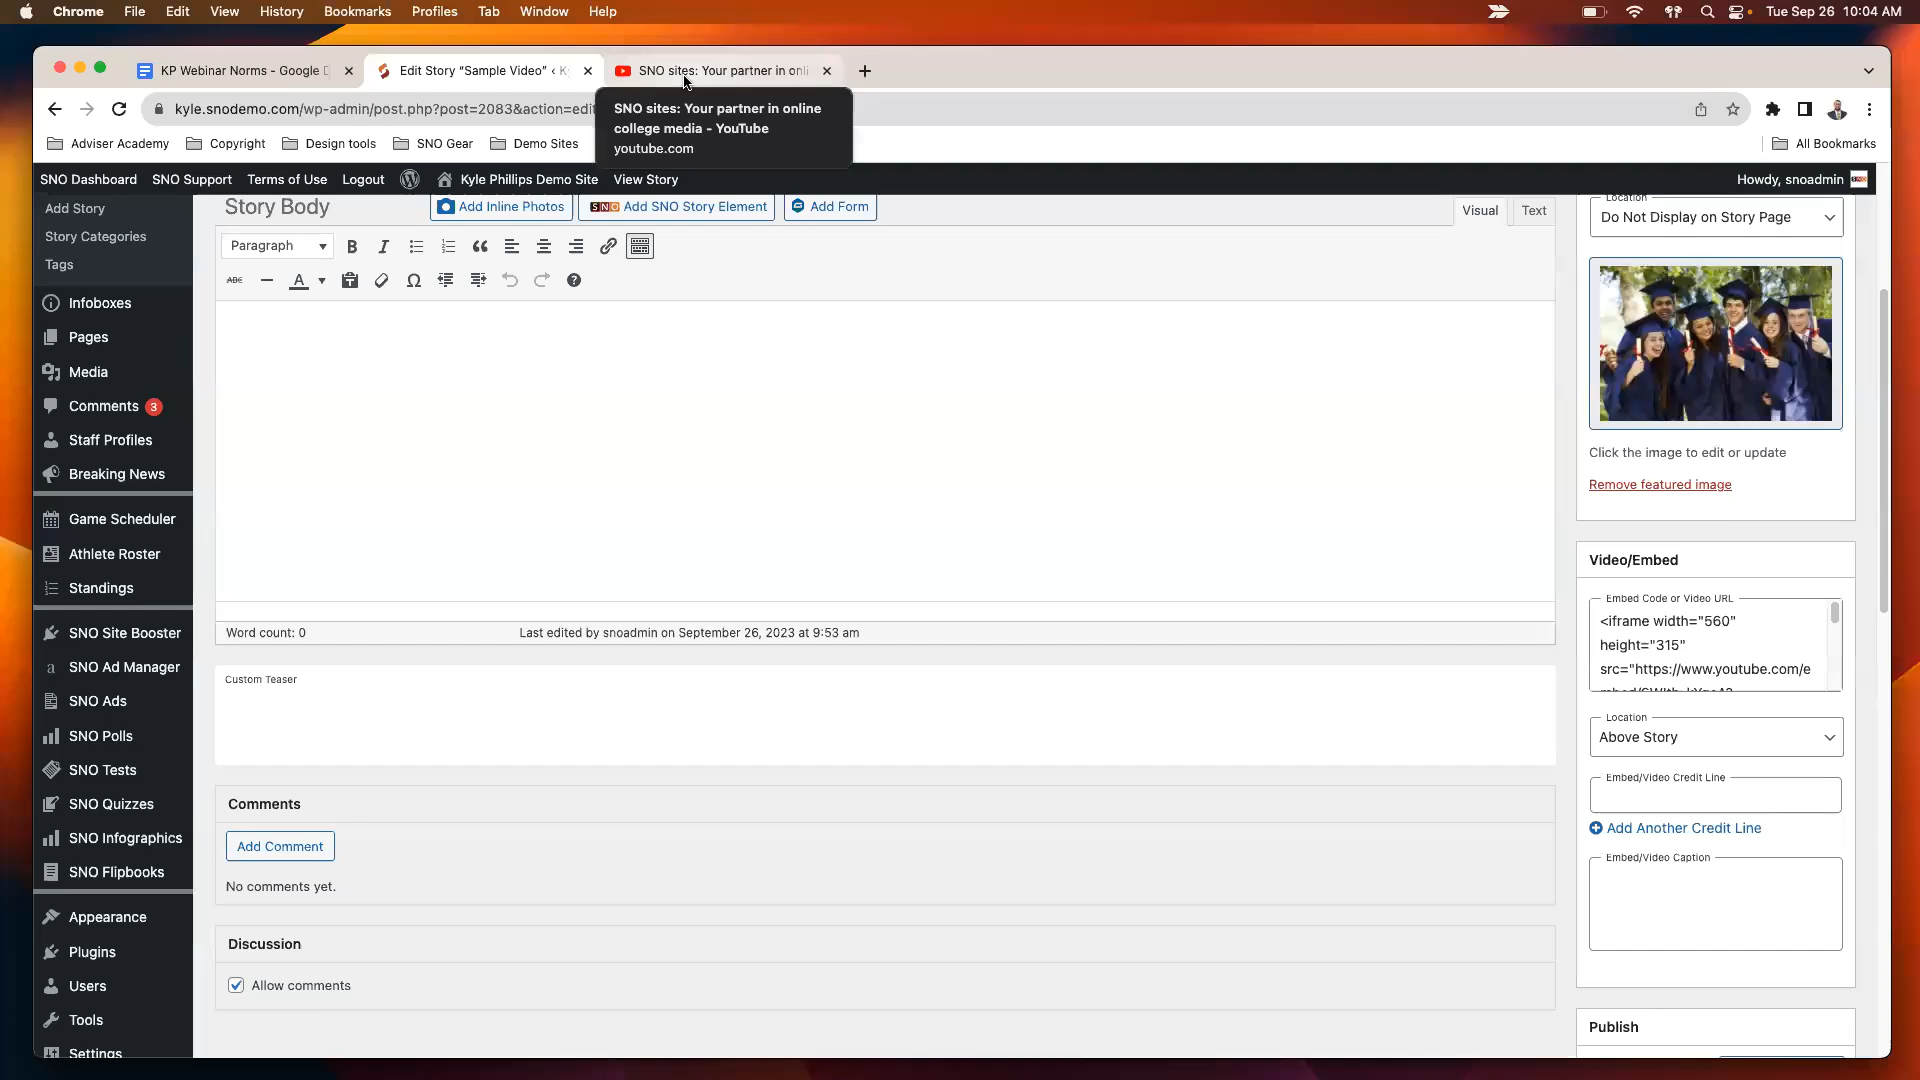 Chrome File Edit View History Bookmarks Profiles Tab Window Help
Tue Sep 26 10:04 AM
KP Webinar Norms - Google
Edit Story “Sample Video” ‹
SNO sites: Your partner in onli
kyle.snodemo.com/wp-admin/post.php?post=2083&action=edi
SNO sites: Your partner in online
college media - YouTube
youtube.com
Adviser Academy Copyright Design tools SNO Gear Demo Sites
All Bookmarks
SNO Dashboard SNO Support Terms of Use Logout Kyle Phillips Demo Site View Story
Howdy, snoadmin
Add Story
Story Categories
Tags
Infoboxes
Pages
Media
Comments 3
Staff Profiles
Breaking News
Game Scheduler
Athlete Roster
Standings
SNO Site Booster
a SNO Ad Manager
SNO Ads
SNO Polls
SNO Tests
SNO Quizzes
SNO Infographics
SNO Flipbooks
Appearance
Plugins
Users
Tools
Settings
Story Body
Add Inline Photos
SNO Add SNO Story Element
Add Form
Visual Text
Paragraph
B I
ABC A Ω
Word count: 0
Last edited by snoadmin on September 26, 2023 at 9:53 am
Custom Teaser
Comments
Add Comment
No comments yet.
Discussion
Allow comments
Location
Do Not Display on Story Page
Click the image to edit or update
Remove featured image
Video/Embed
Embed Code or Video URL
<iframe width="560"
height="315"
src="https://www.youtube.com/e
Location
Above Story
Embed/Video Credit Line
Add Another Credit Line
Embed/Video Caption
Publish